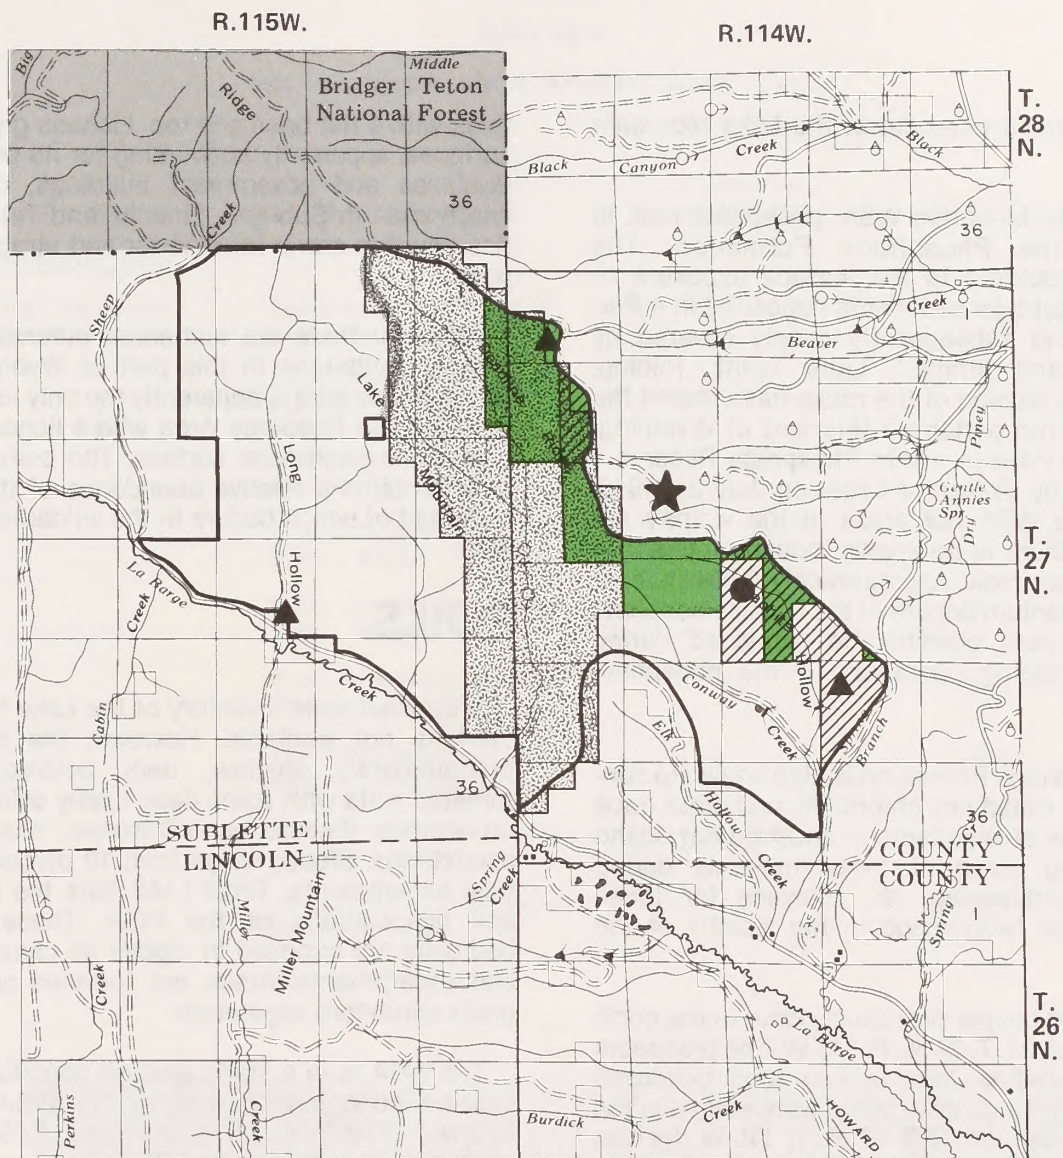 R.115W.
R.114W.
Big
Middle
Bridger - Teton
National Forest
Ridge
Creek
36
T.
28
N.
Black
Canyon
Creek
Black
36
Sheep
Creek
1
Beaver
Lake
Mountain
Long
Hollow
Piney
Gentle
Annies
Spr.
Dry
T.
27
N.
La Barge
Creek
Creek
Cabin
Hollow
Conway
Creek
Elk
Hollow
Creek
Branch
36
36
SUBLETTE
LINCOLN
COUNTY
COUNTY
1
Spring
Creek
1
Spring
Miller Mountain
Miller
Creek
Creek
Perkins
La Barge
T.
26
N.
Burdick
Creek
HOWARD